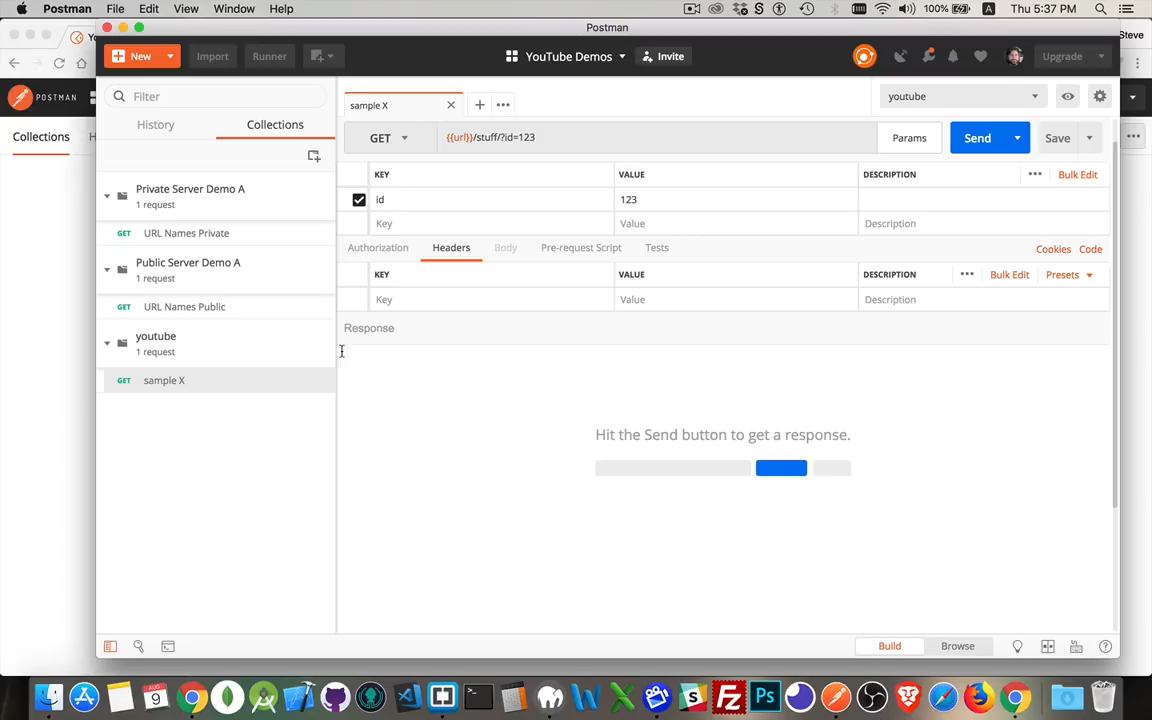 Postman File Edit View Window Help 100% A Thu 5:37 PM
Postman
Steve
New Import Runner YouTube Demos Invite Upgrade
POSTMAN
Filter
sample X
youtube
Collections
History Collections
GET {{url}}/stuff/?id=123 Params Send Save
KEY VALUE DESCRIPTION Bulk Edit
Private Server Demo A
1 request
id 123
Key Value Description
GET URL Names Private
Authorization Headers Body Pre-request Script Tests Cookies Code
Public Server Demo A
1 request
KEY VALUE DESCRIPTION Bulk Edit Presets
Key Value Description
GET URL Names Public
Response
youtube
1 request
GET sample X
Hit the Send button to get a response.
Build Browse
AUG
9
Ps
Fz